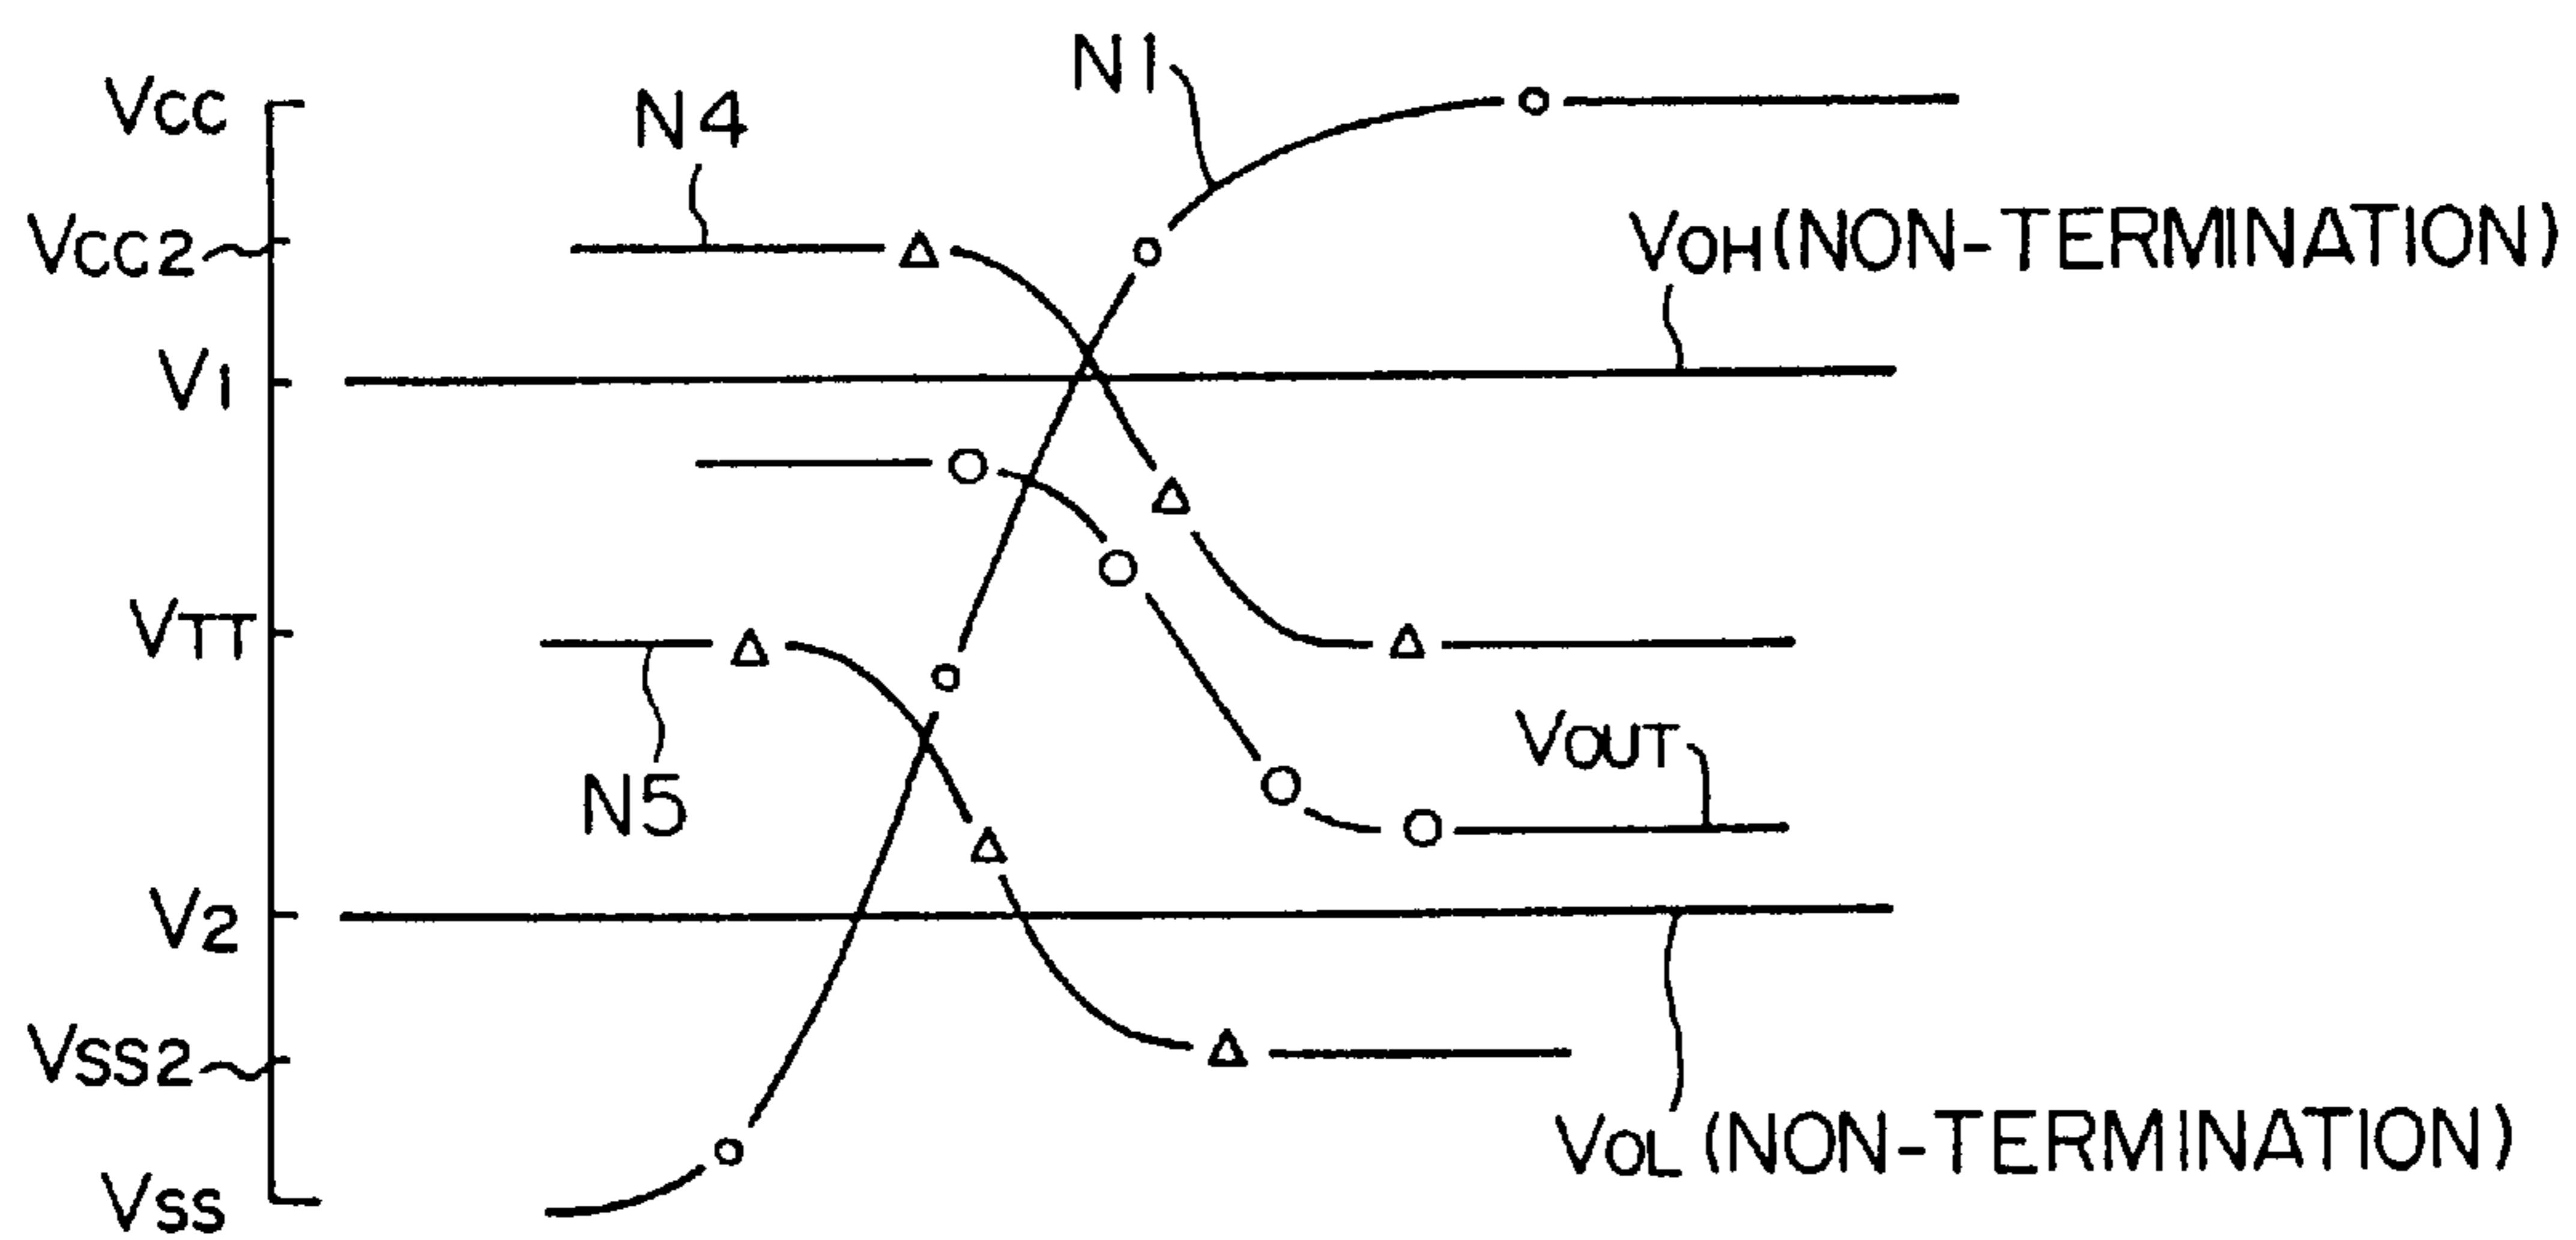 N1
VCC
N4
VCC2
VOH (NON-TERMINATION)
V1
VTT
VOUT
N5
V2
VSS2
VOL (NON-TERMINATION)
VSS